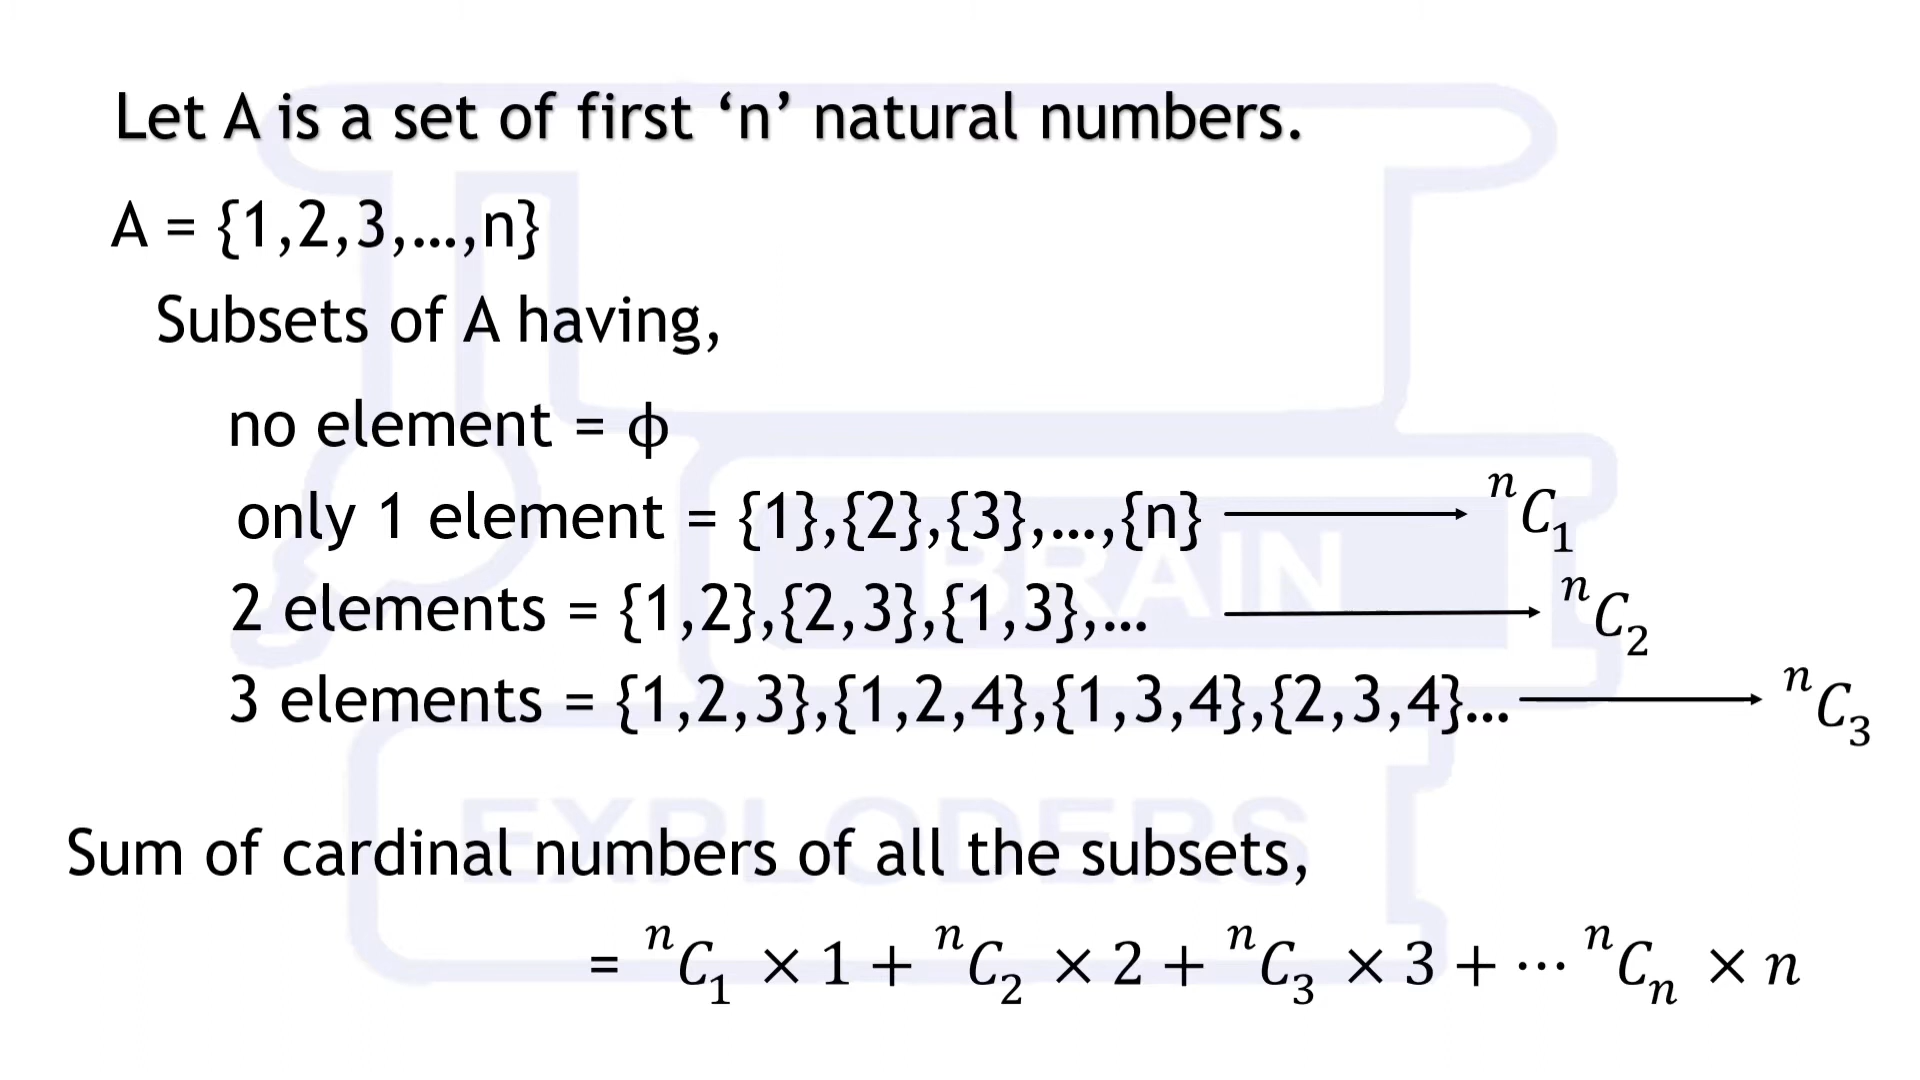 Let A is a set of first ‘n’ natural numbers.
A = {1,2,3,…,n}
Subsets of A having,
no element = ϕ
only 1 element = {1},{2},{3},…,{n} ⟶ ⁿC₁
2 elements = {1,2},{2,3},{1,3},… ⟶ ⁿC₂
3 elements = {1,2,3},{1,2,4},{1,3,4},{2,3,4}… ⟶ ⁿC₃
Sum of cardinal numbers of all the subsets,
= ⁿC₁ × 1 + ⁿC₂ × 2 + ⁿC₃ × 3 + ⋯ ⁿCₙ × n
BRAIN
EXPLODERS